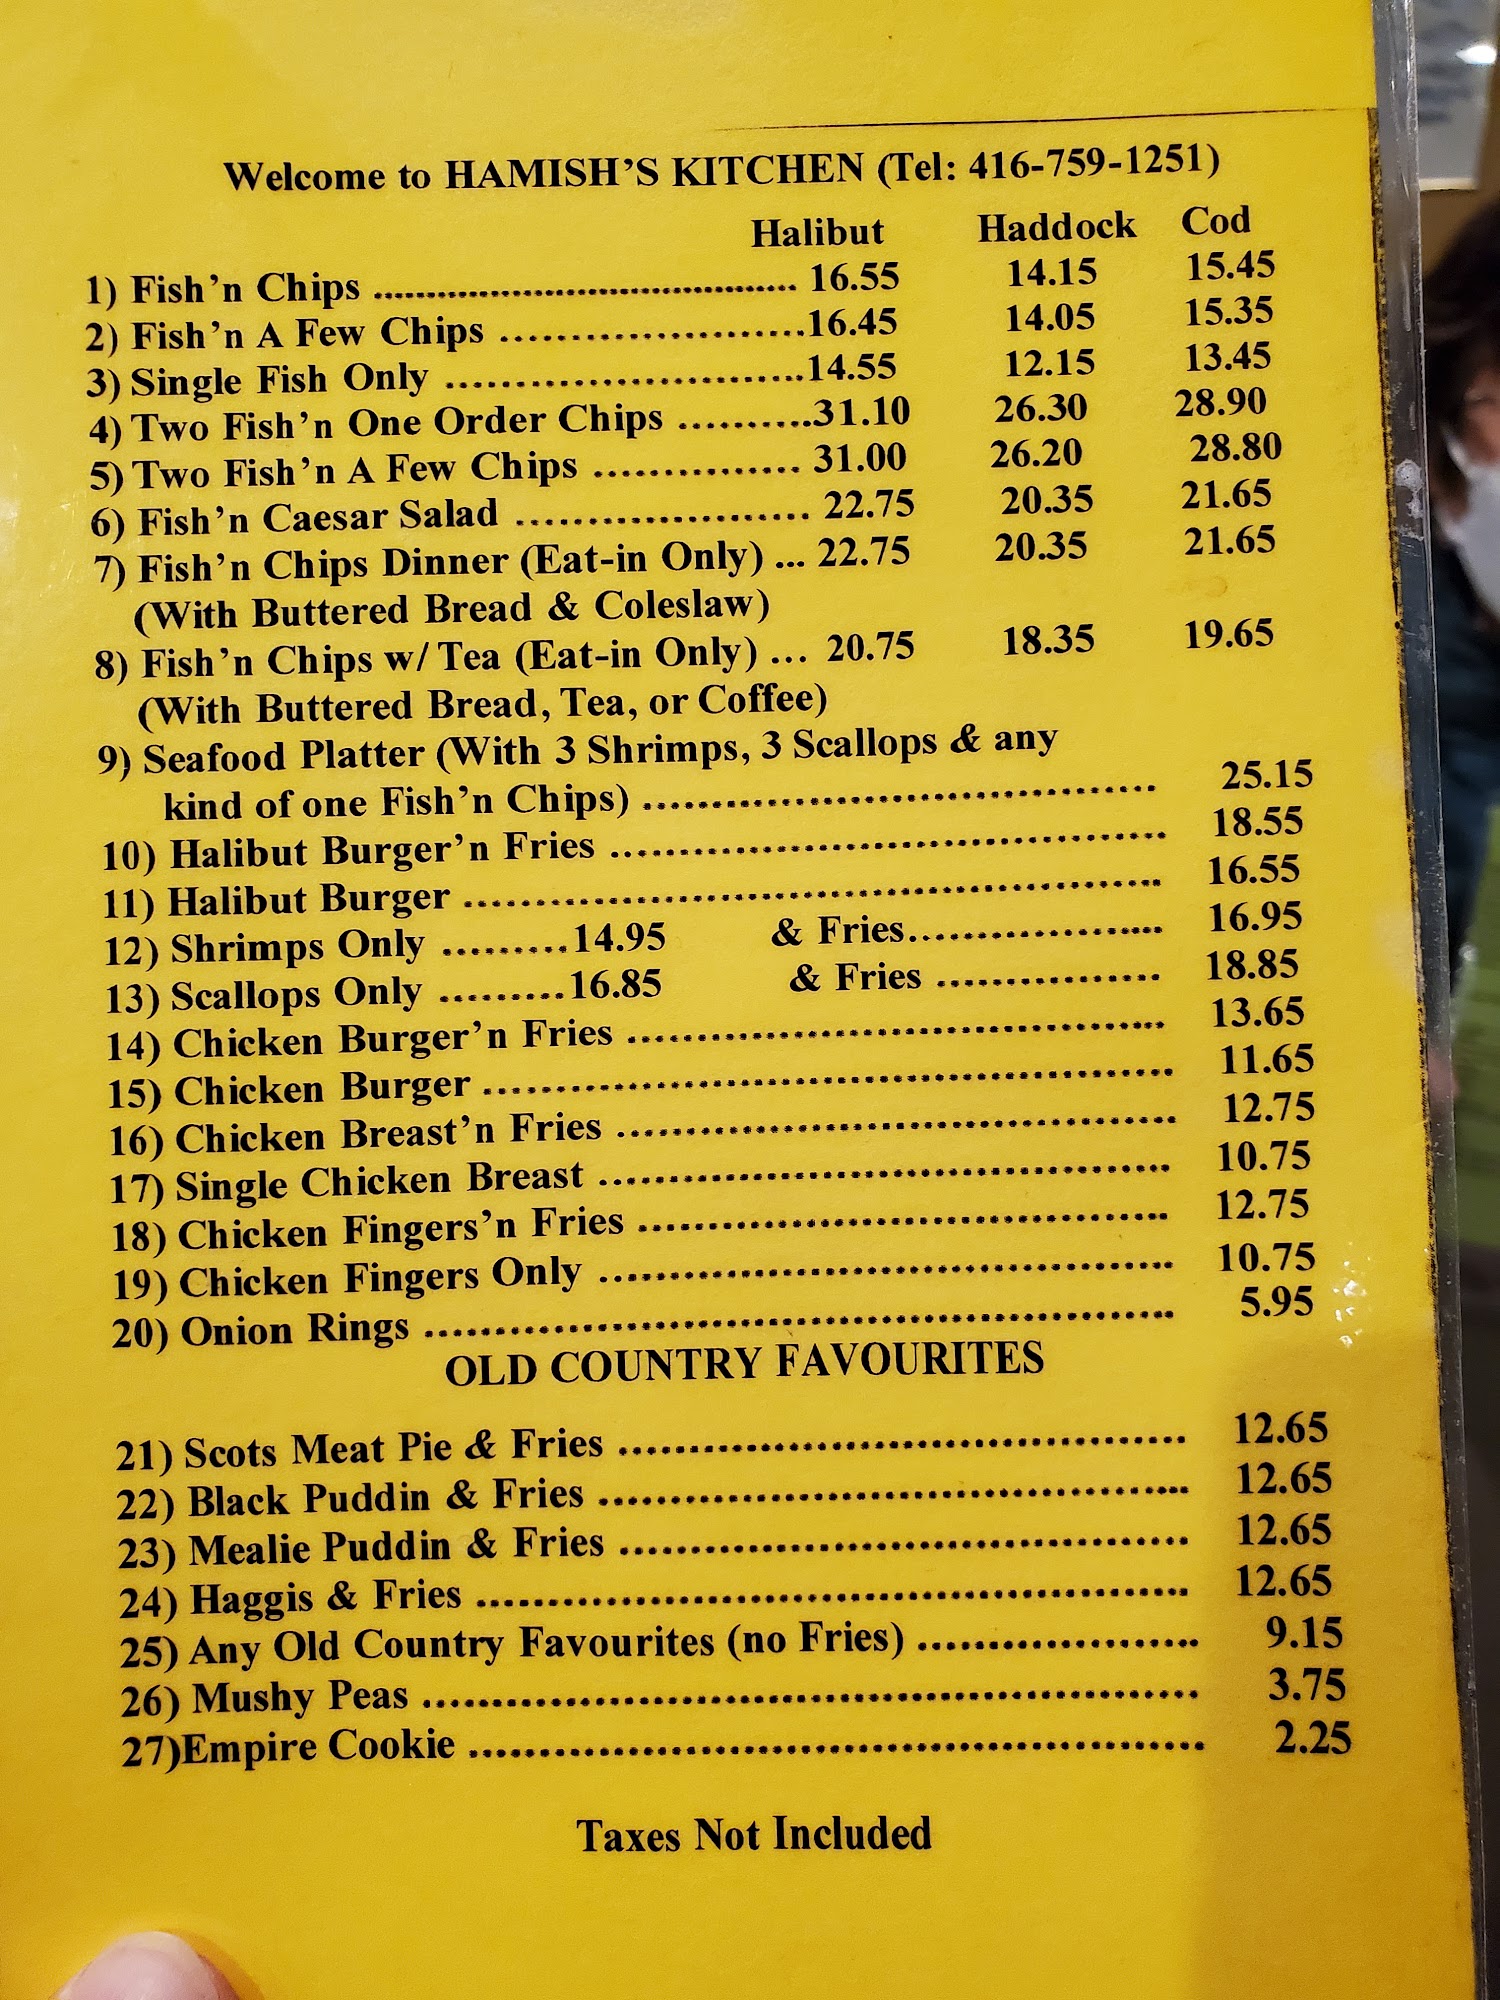 Welcome to HAMISH'S KITCHEN (Tel: 416-759-1251)
Halibut Haddock Cod
1) Fish'n Chips ........................................ 16.55 14.15 15.45
2) Fish'n A Few Chips ......................16.45 14.05 15.35
3) Single Fish Only ..........................14.55 12.15 13.45
4) Two Fish'n One Order Chips ..........31.10 26.30 28.90
5) Two Fish'n A Few Chips ............... 31.00 26.20 28.80
6) Fish'n Caesar Salad ..................... 22.75 20.35 21.65
7) Fish'n Chips Dinner (Eat-in Only) ... 22.75 20.35 21.65
(With Buttered Bread & Coleslaw)
8) Fish'n Chips w/ Tea (Eat-in Only) ... 20.75 18.35 19.65
(With Buttered Bread, Tea, or Coffee)
9) Seafood Platter (With 3 Shrimps, 3 Scallops & any
kind of one Fish'n Chips) ..................................... 25.15
10) Halibut Burger'n Fries ........................................ 18.55
11) Halibut Burger .................................................. 16.55
12) Shrimps Only .........14.95 & Fries.................. 16.95
13) Scallops Only .........16.85 & Fries ................ 18.85
14) Chicken Burger'n Fries ...................................... 13.65
15) Chicken Burger ................................................. 11.65
16) Chicken Breast'n Fries ........................................ 12.75
17) Single Chicken Breast ......................................... 10.75
18) Chicken Fingers'n Fries ...................................... 12.75
19) Chicken Fingers Only ......................................... 10.75
20) Onion Rings ..................................................... 5.95
OLD COUNTRY FAVOURITES
21) Scots Meat Pie & Fries ........................................ 12.65
22) Black Puddin & Fries .......................................... 12.65
23) Mealie Puddin & Fries ........................................ 12.65
24) Haggis & Fries .................................................. 12.65
25) Any Old Country Favourites (no Fries) .................... 9.15
26) Mushy Peas ...................................................... 3.75
27)Empire Cookie .................................................... 2.25
Taxes Not Included